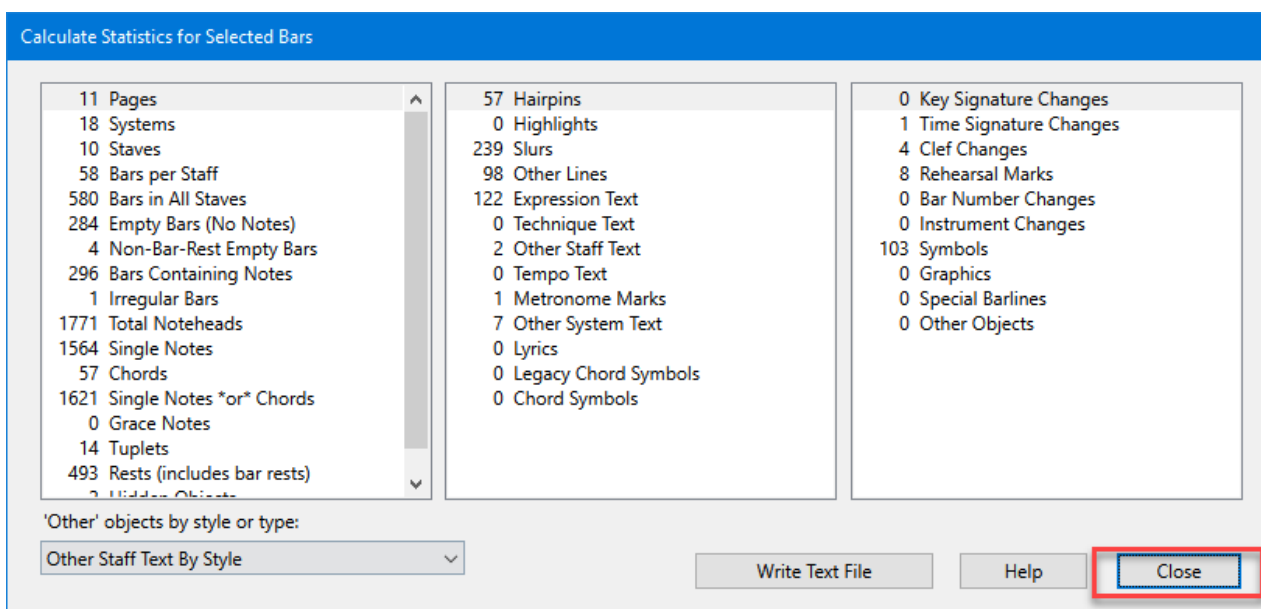 Calculate Statistics for Selected Bars
11 Pages
18 Systems
10 Staves
58 Bars per Staff
580 Bars in All Staves
284 Empty Bars (No Notes)
4 Non-Bar-Rest Empty Bars
296 Bars Containing Notes
1 Irregular Bars
1771 Total Noteheads
1564 Single Notes
57 Chords
1621 Single Notes *or* Chords
0 Grace Notes
14 Tuplets
493 Rests (includes bar rests)
Hidden Objects
57 Hairpins
0 Highlights
239 Slurs
98 Other Lines
122 Expression Text
0 Technique Text
2 Other Staff Text
0 Tempo Text
1 Metronome Marks
7 Other System Text
0 Lyrics
0 Legacy Chord Symbols
0 Chord Symbols
0 Key Signature Changes
1 Time Signature Changes
4 Clef Changes
8 Rehearsal Marks
0 Bar Number Changes
0 Instrument Changes
103 Symbols
0 Graphics
0 Special Barlines
0 Other Objects
'Other' objects by style or type:
Other Staff Text By Style
Write Text File
Help
Close